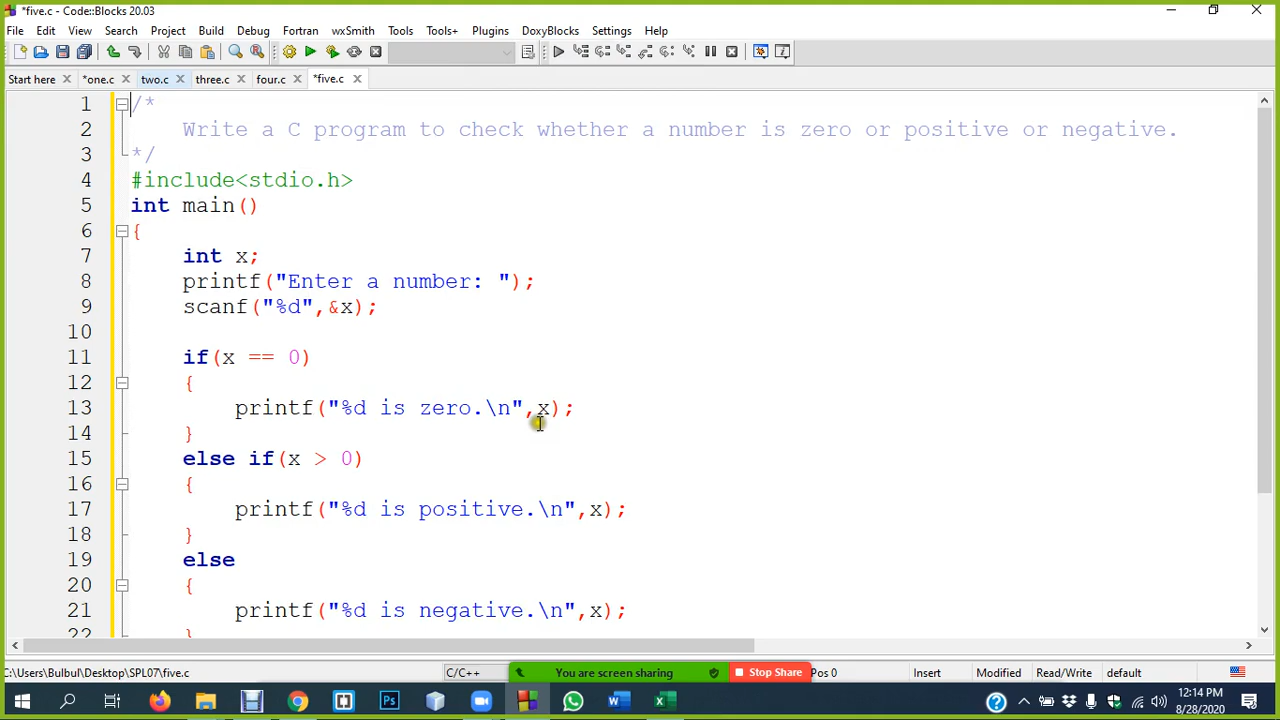 *five.c - Code::Blocks 20.03
File Edit View Search Project Build Debug Fortran wxSmith Tools Tools+ Plugins DoxyBlocks Settings Help
Start here *one.c two.c three.c four.c *five.c
1 /*
2 Write a C program to check whether a number is zero or positive or negative.
3 */
4 #include<stdio.h>
5 int main()
6 {
7 int x;
8 printf("Enter a number: ");
9 scanf("%d",&x);
10
11 if(x == 0)
12 {
13 printf("%d is zero.\n",x);
14 }
15 else if(x > 0)
16 {
17 printf("%d is positive.\n",x);
18 }
19 else
20 {
21 printf("%d is negative.\n",x);
22 }
C:\Users\Bulbul\Desktop\SPL07\five.c C/C++ You are screen sharing Stop Share Pos 0 Insert Modified Read/Write default
12:14 PM
8/28/2020